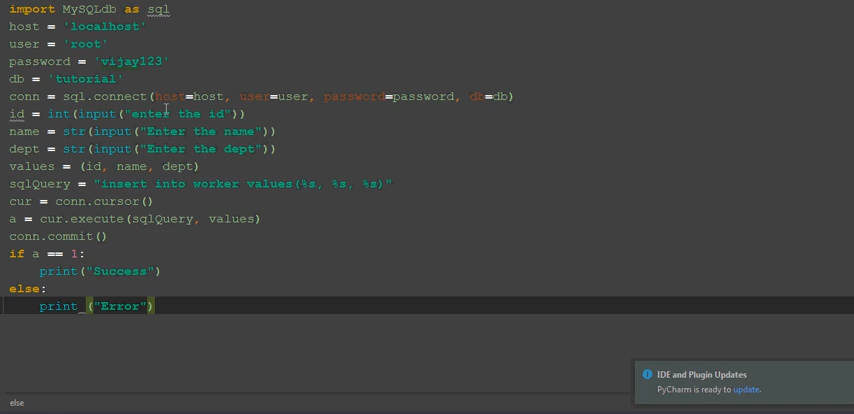 import MySQLdb as sql
host = 'localhost'
user = 'root'
password = 'vijay123'
db = 'tutorial'
conn = sql.connect(host=host, user=user, password=password, db=db)
id = int(input("enter the id"))
name = str(input("Enter the name"))
dept = str(input("Enter the dept"))
values = (id, name, dept)
sqlQuery = "insert into worker values(%s, %s, %s)"
cur = conn.cursor()
a = cur.execute(sqlQuery, values)
conn.commit()
if a == 1:
    print("Success")
else:
    print ("Error")
IDE and Plugin Updates
PyCharm is ready to update.
else